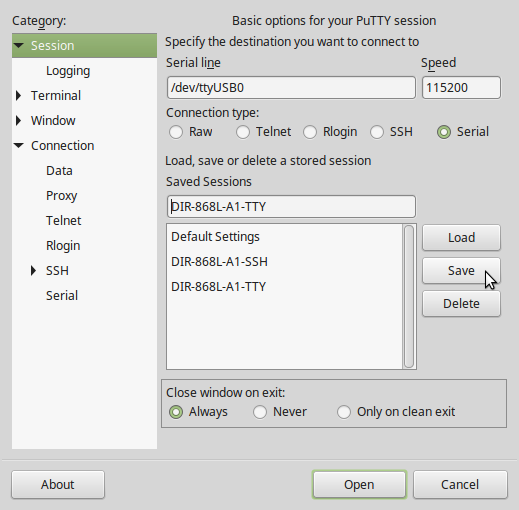 Category:
Basic options for your PuTTY session
Session
Logging
Terminal
Window
Connection
Data
Proxy
Telnet
Rlogin
SSH
Serial
Specify the destination you want to connect to
Serial line
Speed
/dev/ttyUSB0
115200
Connection type:
Raw Telnet Rlogin SSH Serial
Load, save or delete a stored session
Saved Sessions
DIR-868L-A1-TTY
Default Settings
DIR-868L-A1-SSH
DIR-868L-A1-TTY
Load
Save
Delete
Close window on exit:
Always Never Only on clean exit
About
Open
Cancel